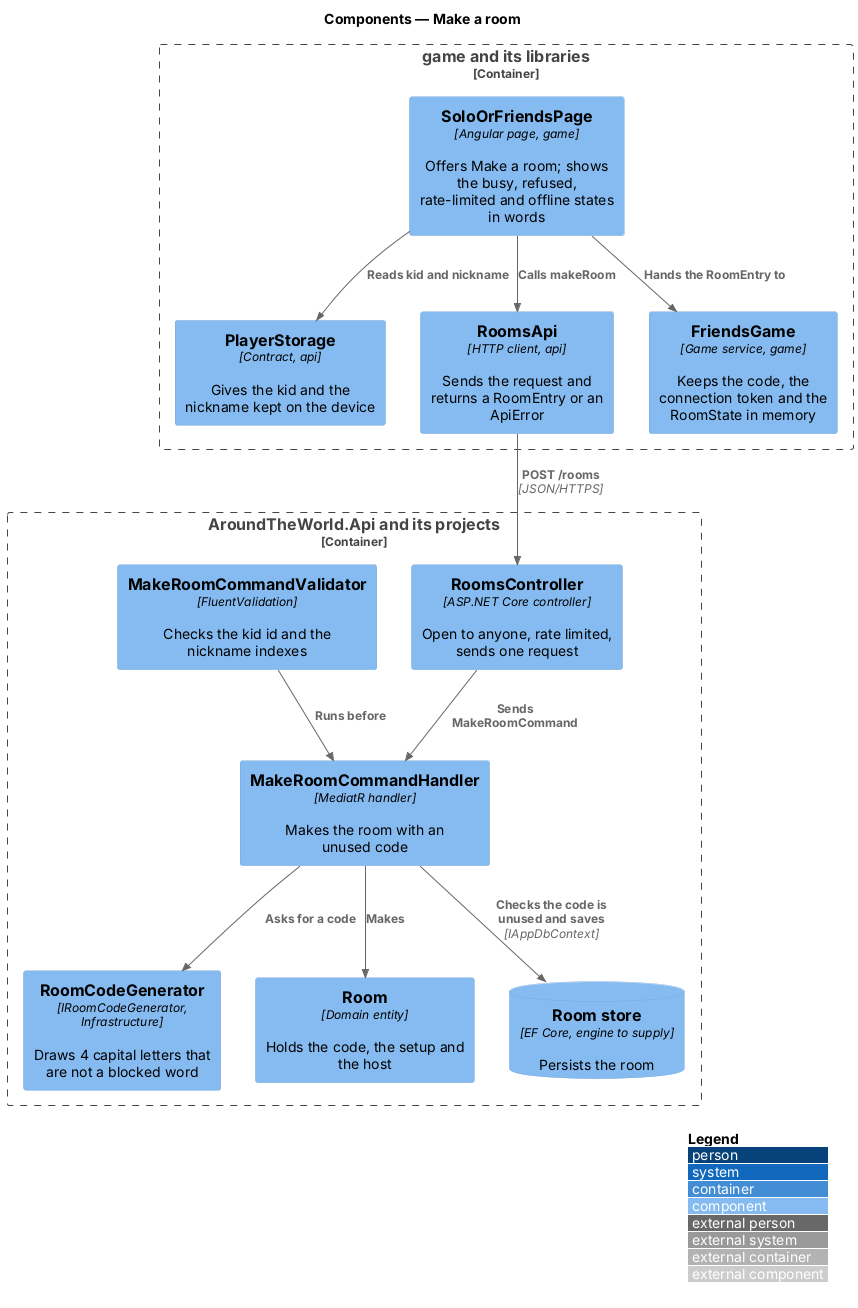 Components — Make a room
game and its libraries
[Container]
SoloOrFriendsPage
[Angular page, game]
Offers Make a room; shows
the busy, refused,
rate-limited and offline states
in words
Reads kid and nickname
Calls makeRoom
Hands the RoomEntry to
PlayerStorage
[Contract, api]
Gives the kid and the
nickname kept on the device
RoomsApi
[HTTP client, api]
Sends the request and
returns a RoomEntry or an
ApiError
FriendsGame
[Game service, game]
Keeps the code, the
connection token and the
RoomState in memory
POST /rooms
[JSON/HTTPS]
AroundTheWorld.Api and its projects
[Container]
MakeRoomCommandValidator
[FluentValidation]
Checks the kid id and the
nickname indexes
RoomsController
[ASP.NET Core controller]
Open to anyone, rate limited,
sends one request
Runs before
Sends
MakeRoomCommand
MakeRoomCommandHandler
[MediatR handler]
Makes the room with an
unused code
Asks for a code
Makes
Checks the code is
unused and saves
[IAppDbContext]
RoomCodeGenerator
[IRoomCodeGenerator,
Infrastructure]
Draws 4 capital letters that
are not a blocked word
Room
[Domain entity]
Holds the code, the setup and
the host
Room store
[EF Core, engine to supply]
Persists the room
Legend
person
system
container
component
external person
external system
external container
external component